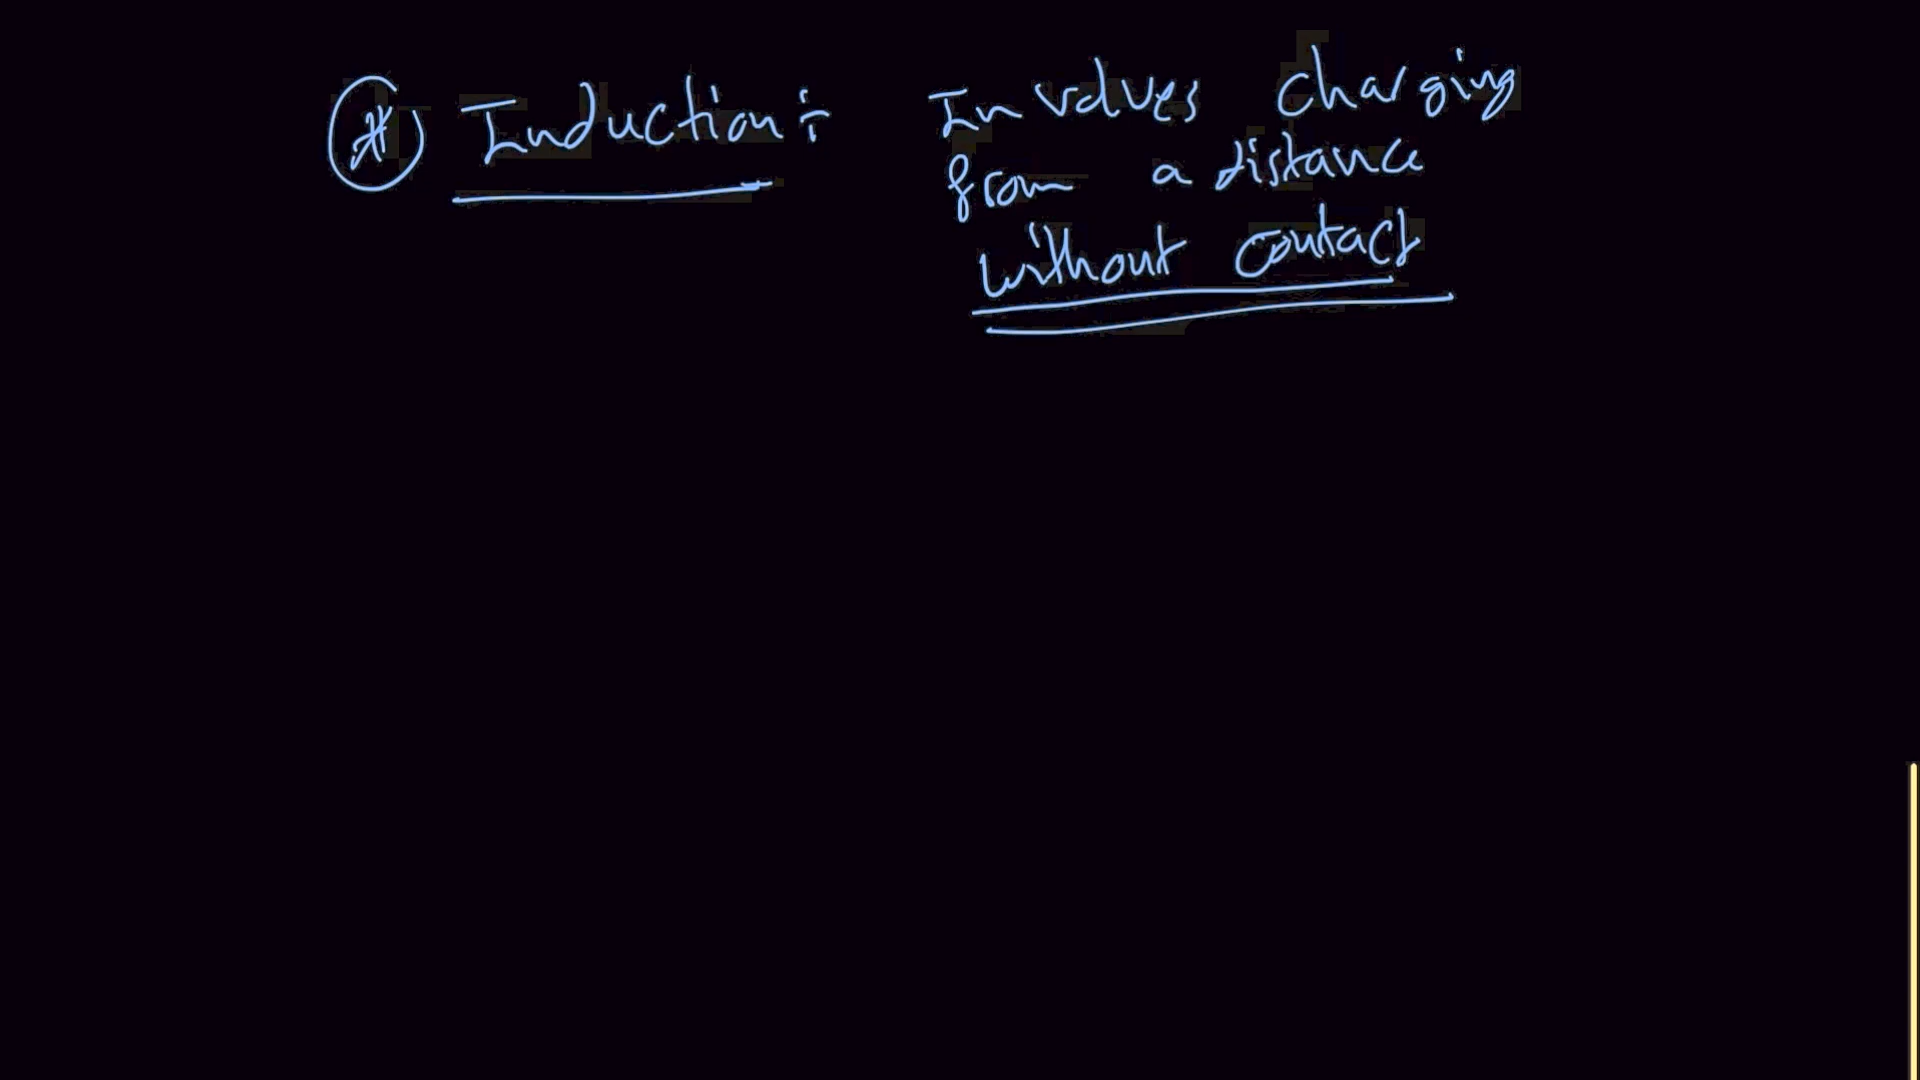 * Induction: Involves charging
from a distance
without contact